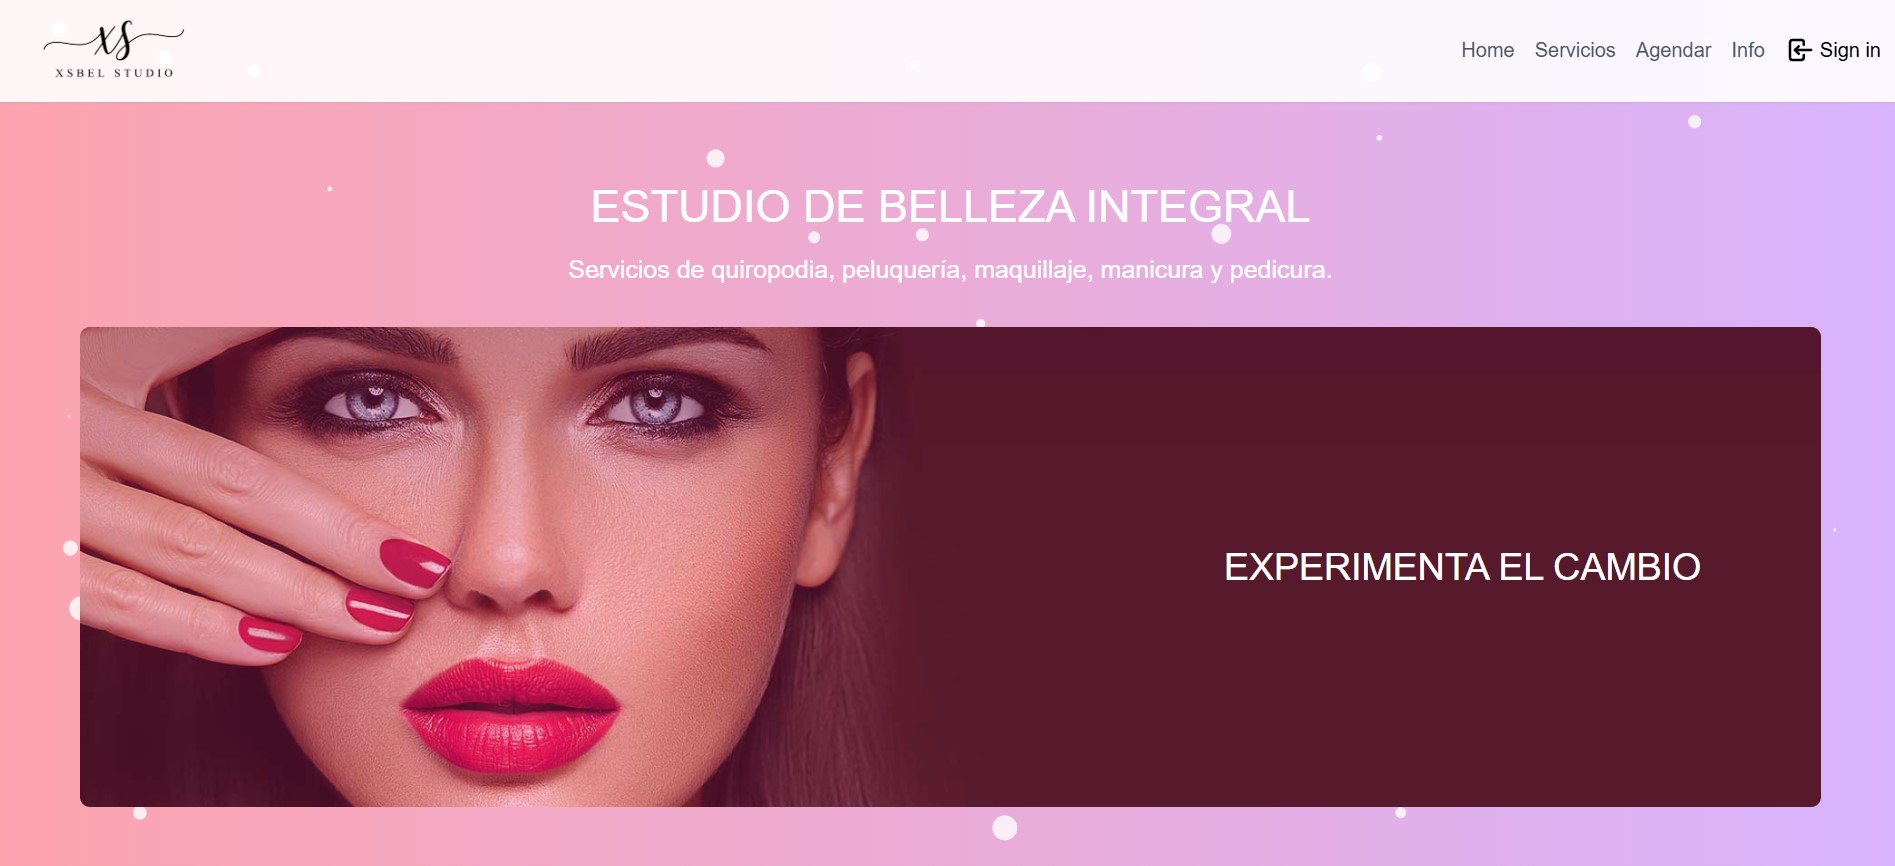 XS
XSBEL STUDIO
Home Servicios Agendar Info Sign in
ESTUDIO DE BELLEZA INTEGRAL
Servicios de quiropodia, peluquería, maquillaje, manicura y pedicura.
EXPERIMENTA EL CAMBIO